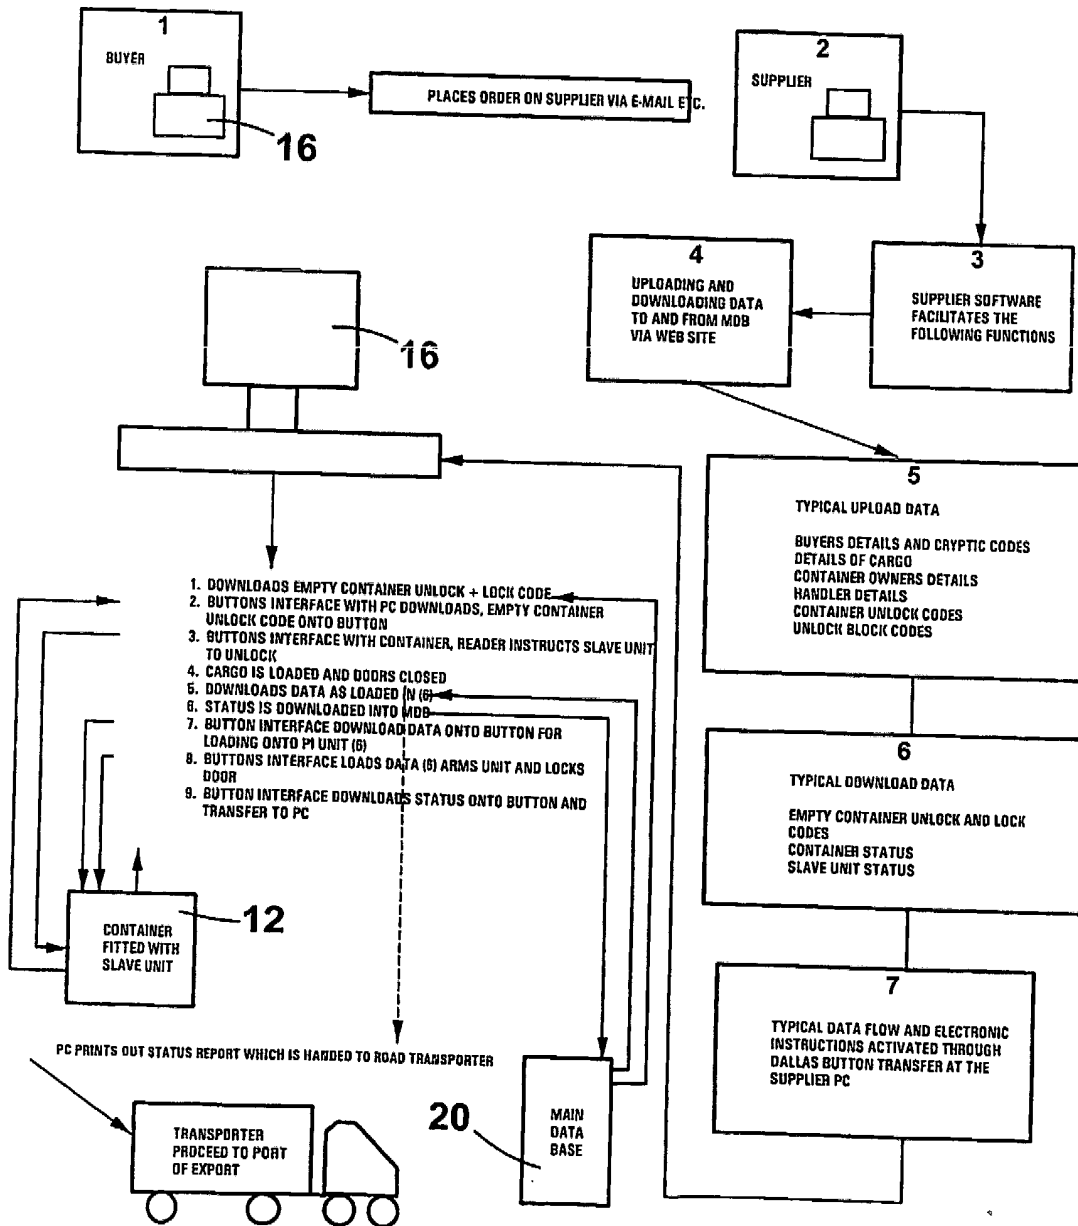 1
BUYER
16
PLACES ORDER ON SUPPLIER VIA E-MAIL ETC.
2
SUPPLIER
3
SUPPLIER SOFTWARE
FACILITATES THE
FOLLOWING FUNCTIONS
4
UPLOADING AND
DOWNLOADING DATA
TO AND FROM MDB
VIA WEB SITE
16
5
TYPICAL UPLOAD DATA
BUYERS DETAILS AND CRYPTIC CODES
DETAILS OF CARGO
CONTAINER OWNERS DETAILS
HANDLER DETAILS
CONTAINER UNLOCK CODES
UNLOCK BLOCK CODES
1. DOWNLOADS EMPTY CONTAINER UNLOCK + LOCK CODE
2. BUTTONS INTERFACE WITH PC DOWNLOADS, EMPTY CONTAINER
UNLOCK CODE ONTO BUTTON
3. BUTTONS INTERFACE WITH CONTAINER, READER INSTRUCTS SLAVE UNIT
TO UNLOCK
4. CARGO IS LOADED AND DOORS CLOSED
5. DOWNLOADS DATA AS LOADED IN (6)
6. STATUS IS DOWNLOADED INTO MDB
7. BUTTON INTERFACE DOWNLOAD DATA ONTO BUTTON FOR
LOADING ONTO PI UNIT (6)
8. BUTTONS INTERFACE LOADS DATA (6) ARMS UNIT AND LOCKS
DOOR
9. BUTTON INTERFACE DOWNLOADS STATUS ONTO BUTTON AND
TRANSFER TO PC
6
TYPICAL DOWNLOAD DATA
EMPTY CONTAINER UNLOCK AND LOCK
CODES
CONTAINER STATUS
SLAVE UNIT STATUS
CONTAINER
FITTED WITH
SLAVE UNIT
12
7
TYPICAL DATA FLOW AND ELECTRONIC
INSTRUCTIONS ACTIVATED THROUGH
DALLAS BUTTON TRANSFER AT THE
SUPPLIER PC
PC PRINTS OUT STATUS REPORT WHICH IS HANDED TO ROAD TRANSPORTER
MAIN
DATA
BASE
20
TRANSPORTER
PROCEED TO PORT
OF EXPORT